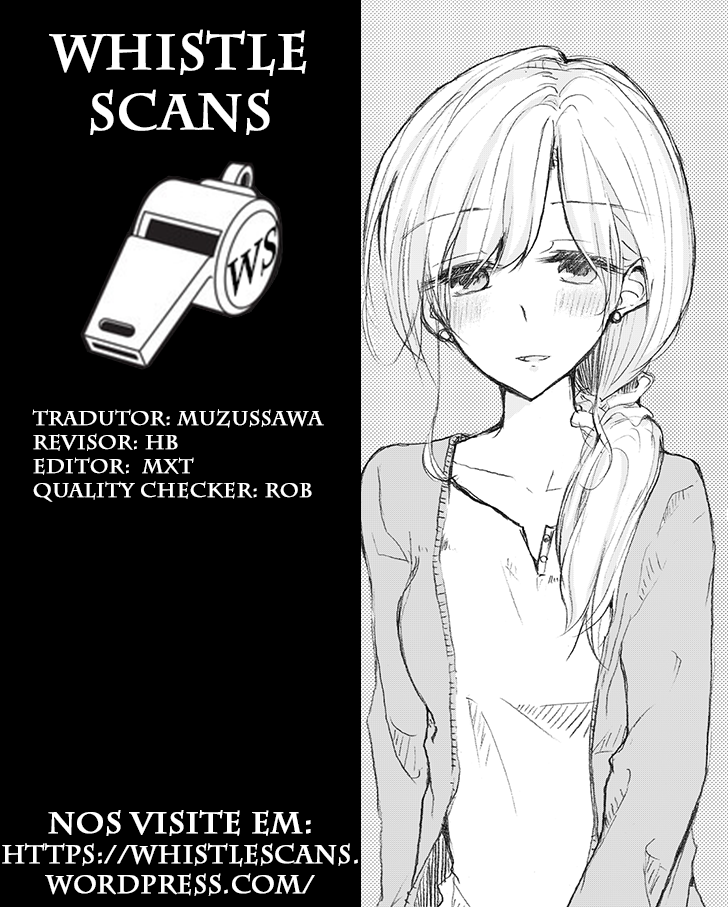 WHISTLE
SCANS
WS
TRADUTOR: MUZUSSAWA
REVISOR: HB
EDITOR: MXT
QUALITY CHECKER: ROB
NOS VISITE EM:
HTTPS://WHISTLESCANS.
WORDPRESS.COM/